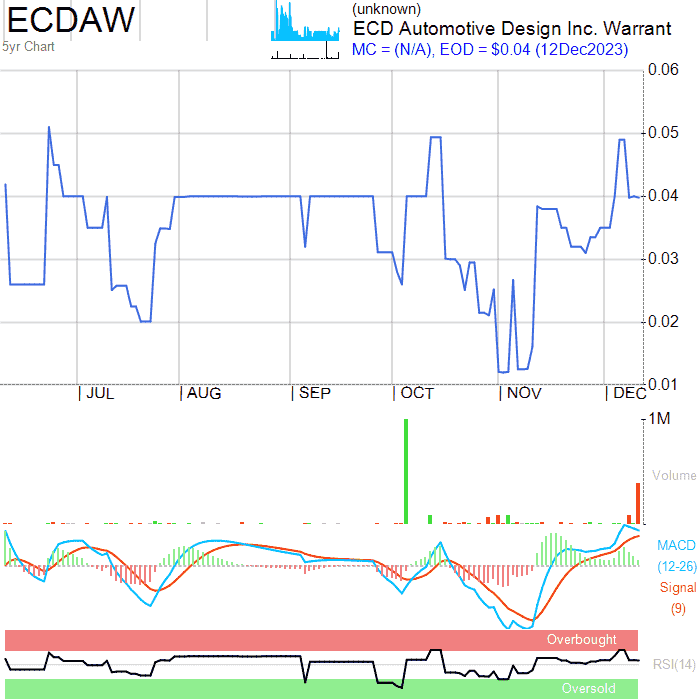 ECDAW
5yr Chart
(unknown)
ECD Automotive Design Inc. Warrant
MC = (N/A), EOD = $0.04 (12Dec2023)
0.06
0.05
0.04
0.03
0.02
0.01
| JUL | AUG | SEP | OCT | NOV | DEC
1M
Volume
MACD
(12-26)
Signal
(9)
Overbought
RSI(14)
Oversold